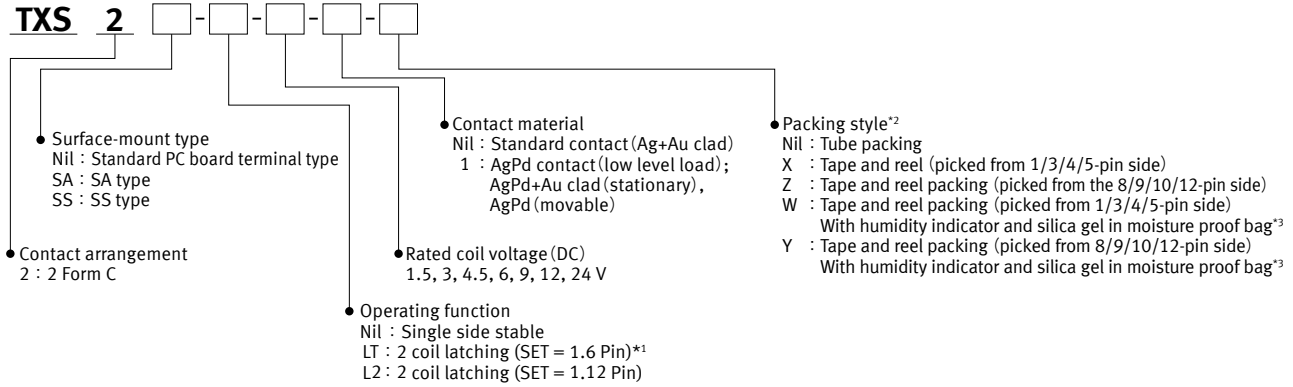 TXS 2 - - - -
Contact material
Nil : Standard contact (Ag+Au clad)
1 : AgPd contact (low level load);
AgPd+Au clad (stationary),
AgPd (movable)
Packing style*2
Nil : Tube packing
X : Tape and reel (picked from 1/3/4/5-pin side)
Z : Tape and reel packing (picked from the 8/9/10/12-pin side)
W : Tape and reel packing (picked from 1/3/4/5-pin side)
With humidity indicator and silica gel in moisture proof bag*3
Y : Tape and reel packing (picked from 8/9/10/12-pin side)
With humidity indicator and silica gel in moisture proof bag*3
Surface-mount type
Nil : Standard PC board terminal type
SA : SA type
SS : SS type
Contact arrangement
2 : 2 Form C
Rated coil voltage (DC)
1.5, 3, 4.5, 6, 9, 12, 24 V
Operating function
Nil : Single side stable
LT : 2 coil latching (SET = 1.6 Pin)*1
L2 : 2 coil latching (SET = 1.12 Pin)